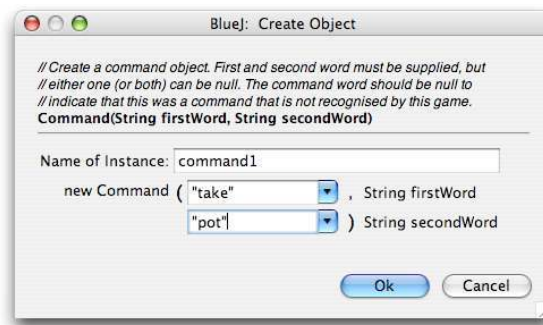 BlueJ: Create Object
// Create a command object. First and second word must be supplied, but
// either one (or both) can be null. The command word should be null to
// indicate that this was a command that is not recognised by this game.
Command(String firstWord, String secondWord)
Name of Instance: command1
new Command ( "take" , String firstWord
"pot" ) String secondWord
Ok Cancel